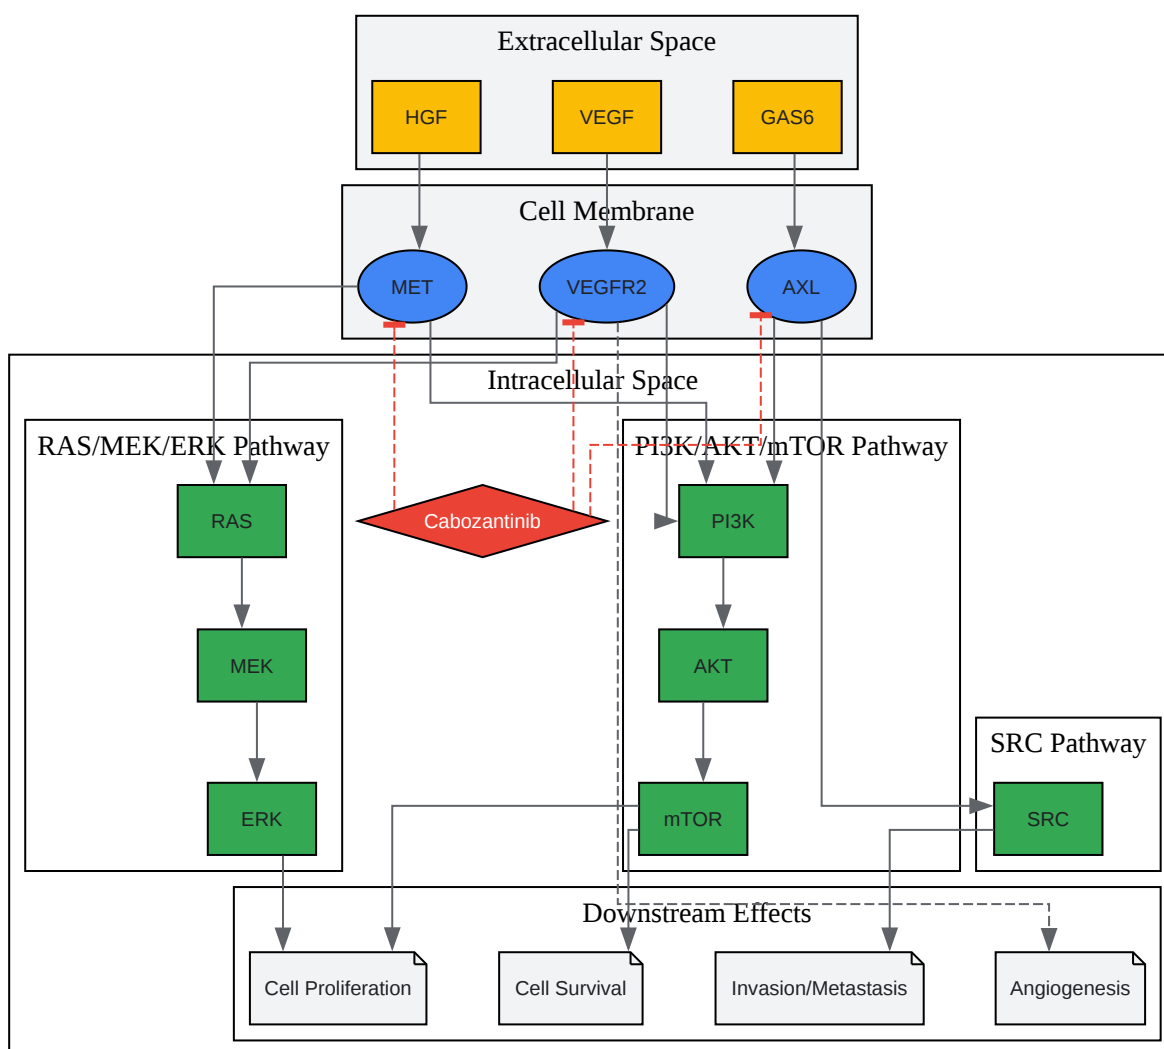 Extracellular Space
HGF
VEGF
GAS6
Cell Membrane
MET
VEGFR2
AXL
Intracellular Space
RAS/MEK/ERK Pathway
PI3K/AKT/mTOR Pathway
RAS
Cabozantinib
PI3K
MEK
AKT
SRC Pathway
ERK
mTOR
SRC
Downstream Effects
Cell Proliferation
Cell Survival
Invasion/Metastasis
Angiogenesis